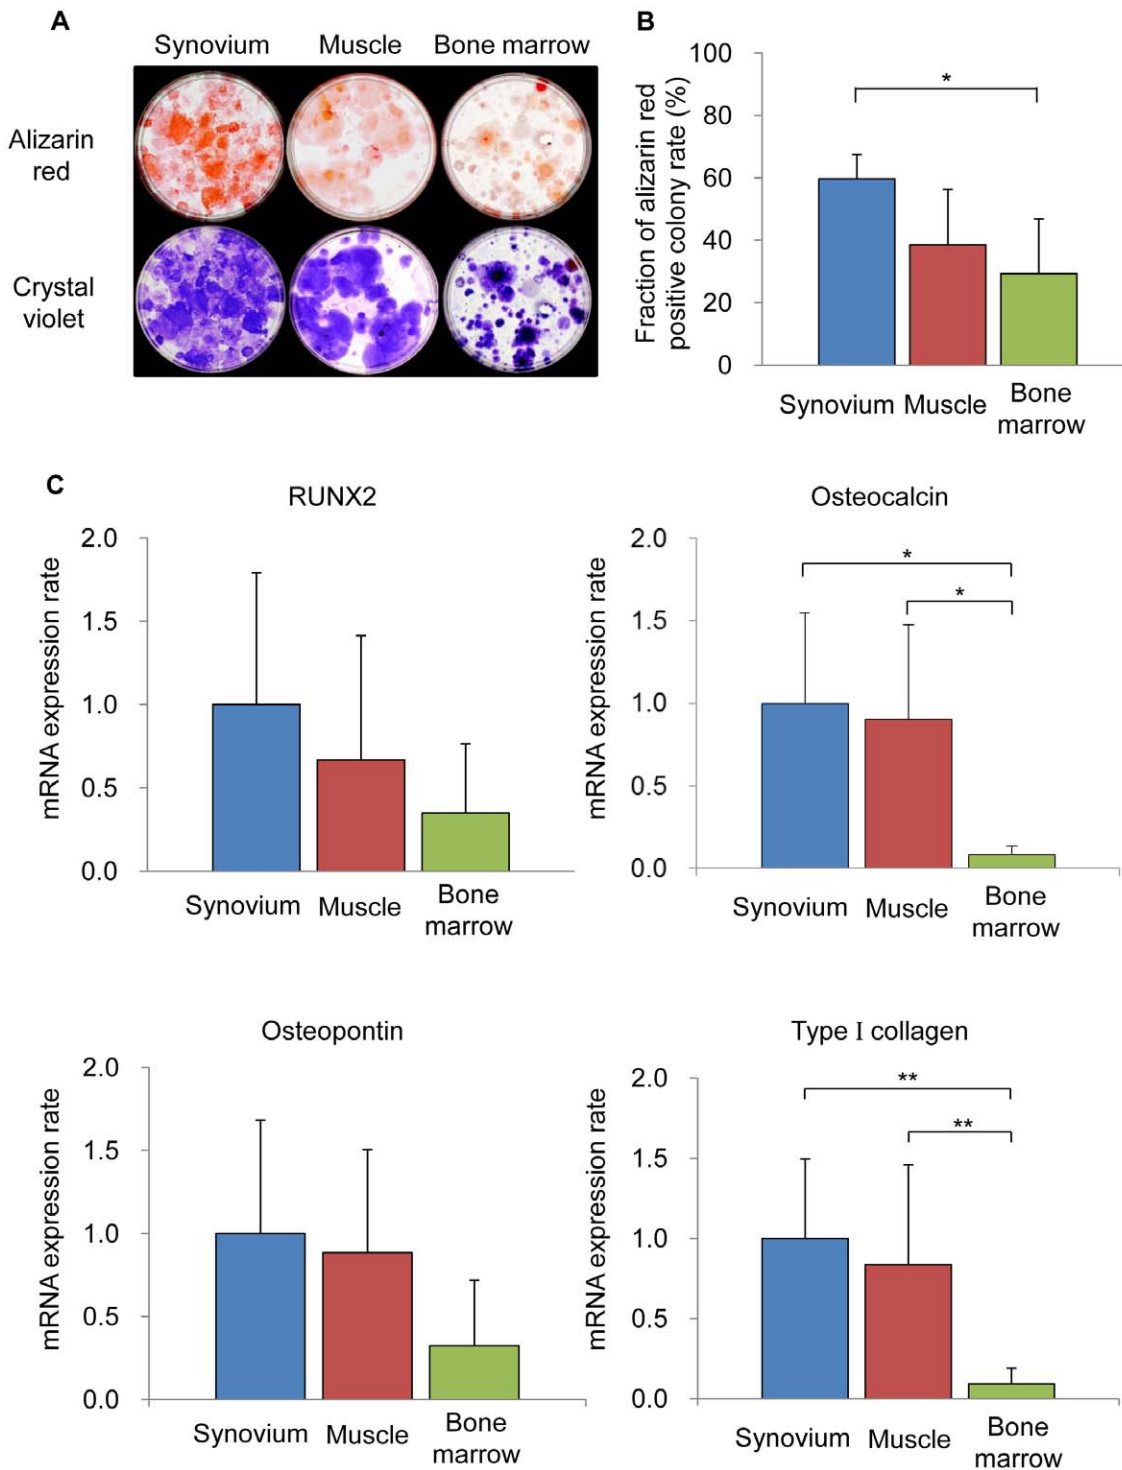 A
Synovium Muscle Bone marrow
Alizarin
red
Crystal
violet
B
Fraction of alizarin red
positive colony rate (%)
100
80
60
40
20
0
*
Synovium Muscle Bone
marrow
C
RUNX2
mRNA expression rate
2.0
1.5
1.0
0.5
0.0
Synovium Muscle Bone
marrow
Osteocalcin
mRNA expression rate
2.0
1.5
1.0
0.5
0.0
*
*
Synovium Muscle Bone
marrow
Osteopontin
mRNA expression rate
2.0
1.5
1.0
0.5
0.0
Synovium Muscle Bone
marrow
Type I collagen
mRNA expression rate
2.0
1.5
1.0
0.5
0.0
**
**
Synovium Muscle Bone
marrow